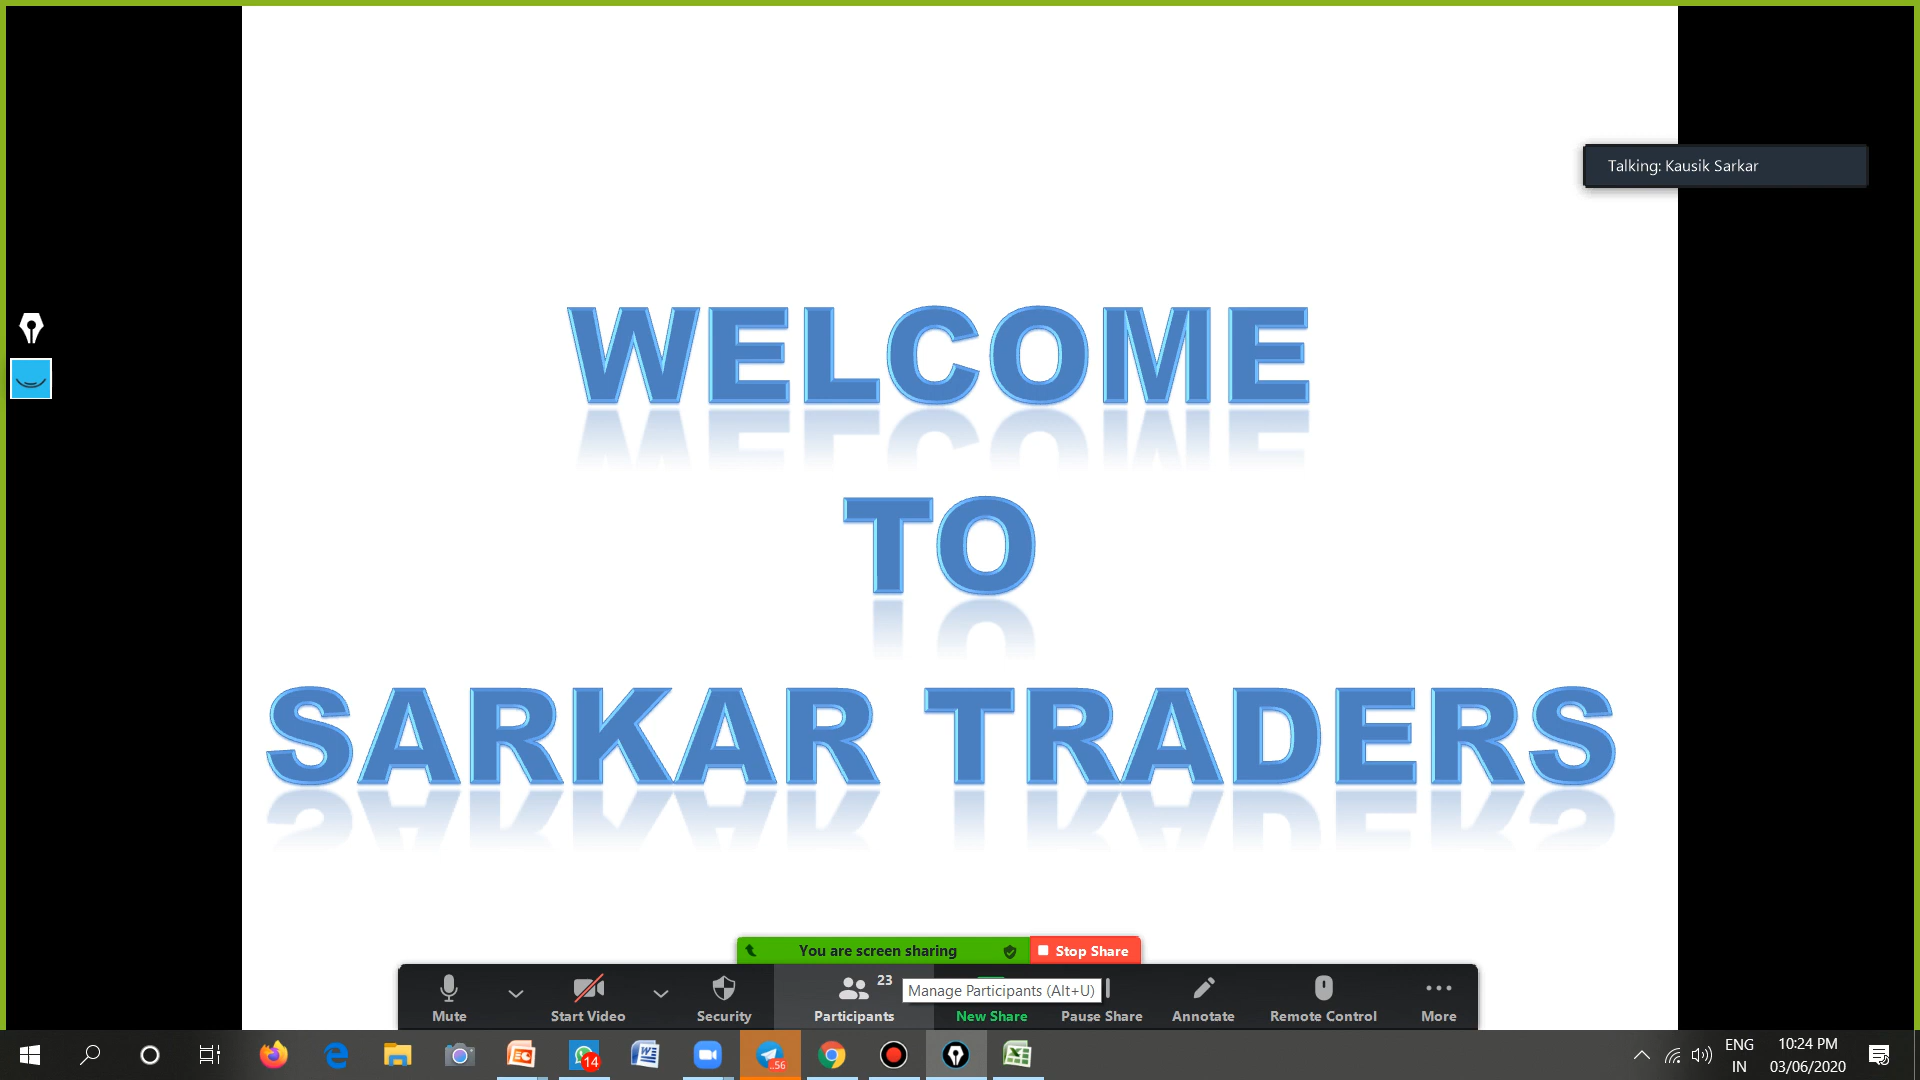 Talking: Kausik Sarkar
WELCOME
TO
SARKAR TRADERS
You are screen sharing
Stop Share
23
Manage Participants (Alt+U)
Mute
Start Video
Security
Participants
New Share
Pause Share
Annotate
Remote Control
More
14
..56
ENG
IN
10:24 PM
03/06/2020